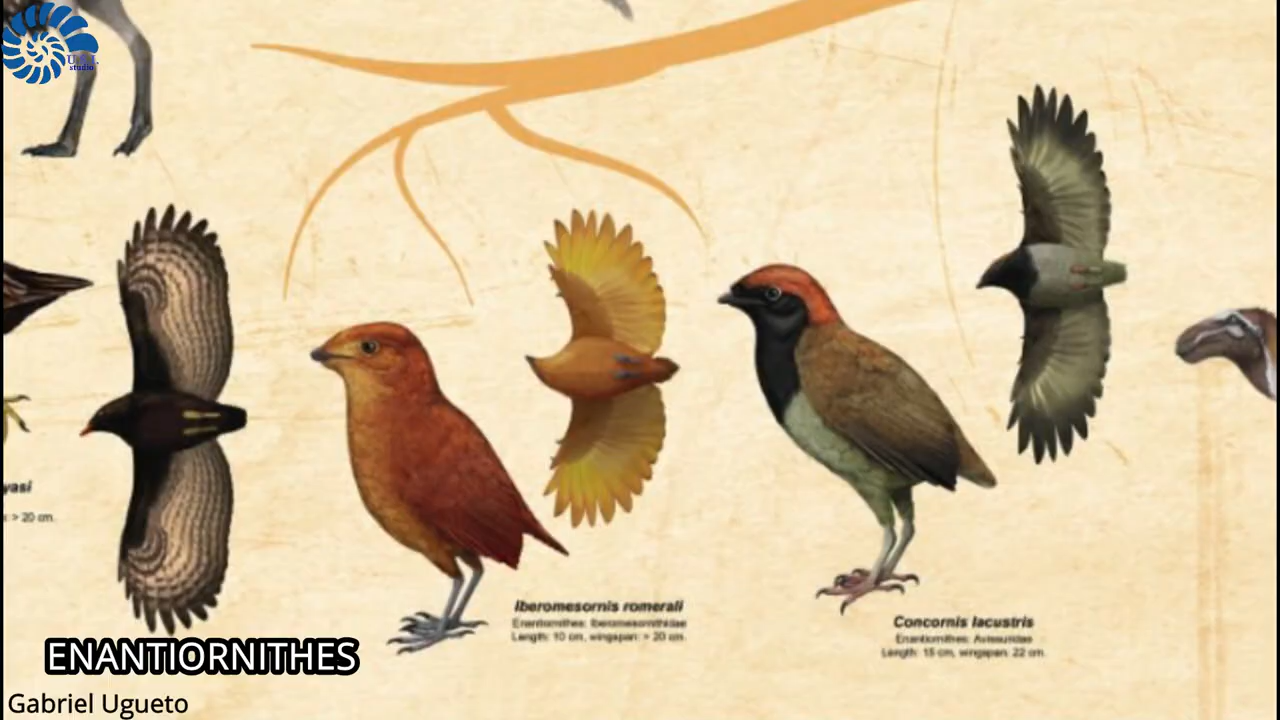 studio
yasi
> 20 cm.
Iberomesornis romerali
Enantiornithes: Iberomesornithidae
Length: 10 cm, wingspan: > 20 cm.
Concornis lacustris
Enantiornithes: Avisauridae
Length: 15 cm, wingspan: 22 cm.
ENANTIORNITHES
Gabriel Ugueto